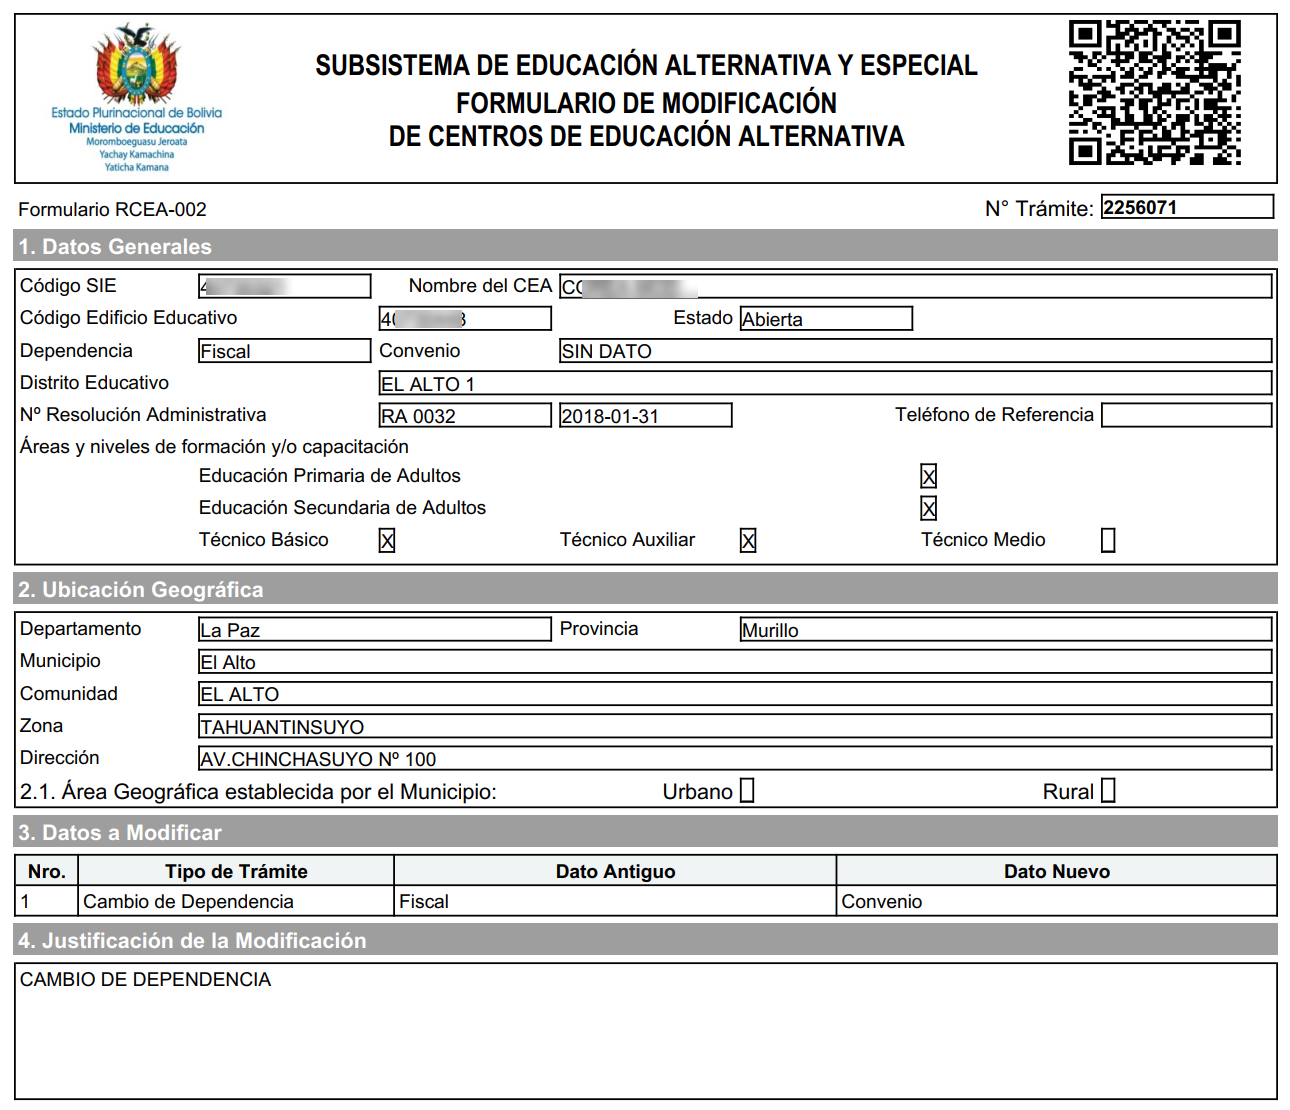 Estado Plurinacional de Bolivia
Ministerio de Educación
Moromboeguasu Jeroata
Yachay Kamachina
Yaticha Kamana
SUBSISTEMA DE EDUCACIÓN ALTERNATIVA Y ESPECIAL
FORMULARIO DE MODIFICACIÓN
DE CENTROS DE EDUCACIÓN ALTERNATIVA
Formulario RCEA-002 N° Trámite: 2256071
1. Datos Generales
Código SIE Nombre del CEA
Código Edificio Educativo Estado Abierta
Dependencia Fiscal Convenio SIN DATO
Distrito Educativo EL ALTO 1
Nº Resolución Administrativa RA 0032 2018-01-31 Teléfono de Referencia
Áreas y niveles de formación y/o capacitación
Educación Primaria de Adultos X
Educación Secundaria de Adultos X
Técnico Básico X Técnico Auxiliar X Técnico Medio
2. Ubicación Geográfica
Departamento La Paz Provincia Murillo
Municipio El Alto
Comunidad EL ALTO
Zona TAHUANTINSUYO
Dirección AV.CHINCHASUYO Nº 100
2.1. Área Geográfica establecida por el Municipio: Urbano Rural
3. Datos a Modificar
Nro. Tipo de Trámite Dato Antiguo Dato Nuevo
1 Cambio de Dependencia Fiscal Convenio
4. Justificación de la Modificación
CAMBIO DE DEPENDENCIA